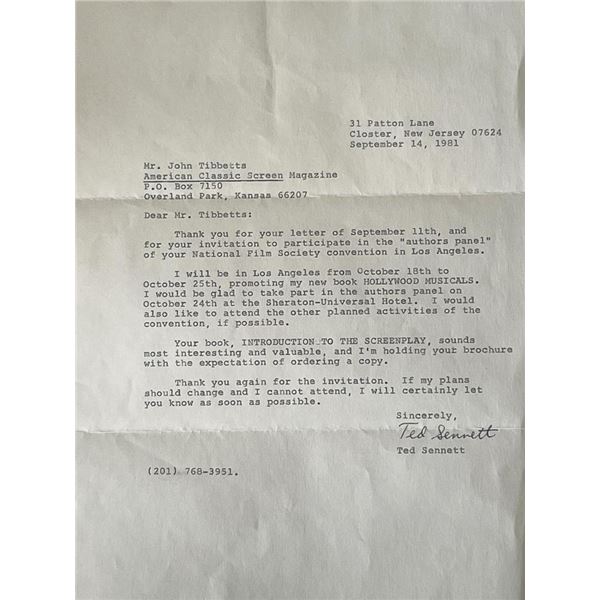 31 Patton Lane
Closter, New Jersey 07624
September 14, 1981
Mr. John Tibbetts
American Classic Screen Magazine
P.O. Box 7150
Overland Park, Kansas 66207
Dear Mr. Tibbetts:
Thank you for your letter of September 11th, and
for your invitation to participate in the "authors panel"
of your National Film Society convention in Los Angeles.
I will be in Los Angeles from October 18th to
October 25th, promoting my new book HOLLYWOOD MUSICALS.
I would be glad to take part in the authors panel on
October 24th at the Sheraton-Universal Hotel. I would
also like to attend the other planned activities of the
convention, if possible.
Your book, INTRODUCTION TO THE SCREENPLAY, sounds
most interesting and valuable, and I'm holding your brochure
with the expectation of ordering a copy.
Thank you again for the invitation. If my plans
should change and I cannot attend, I will certainly let
you know as soon as possible.
Sincerely,
Ted Sennett
Ted Sennett
(201) 768-3951.